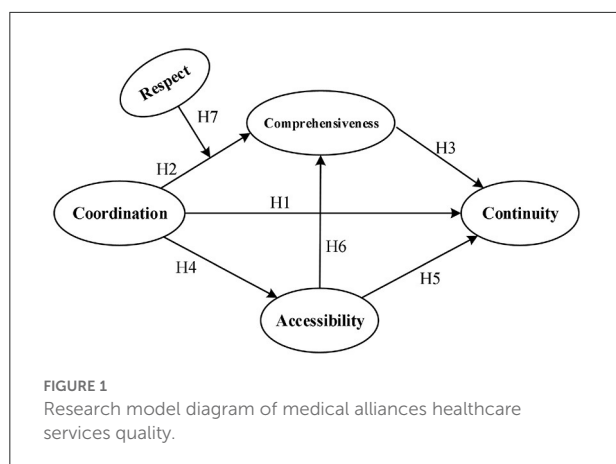 Respect
H7
Comprehensiveness
H2
H3
Coordination
H1
Continuity
H4
H6
H5
Accessibility
FIGURE 1
Research model diagram of medical alliances healthcare
services quality.